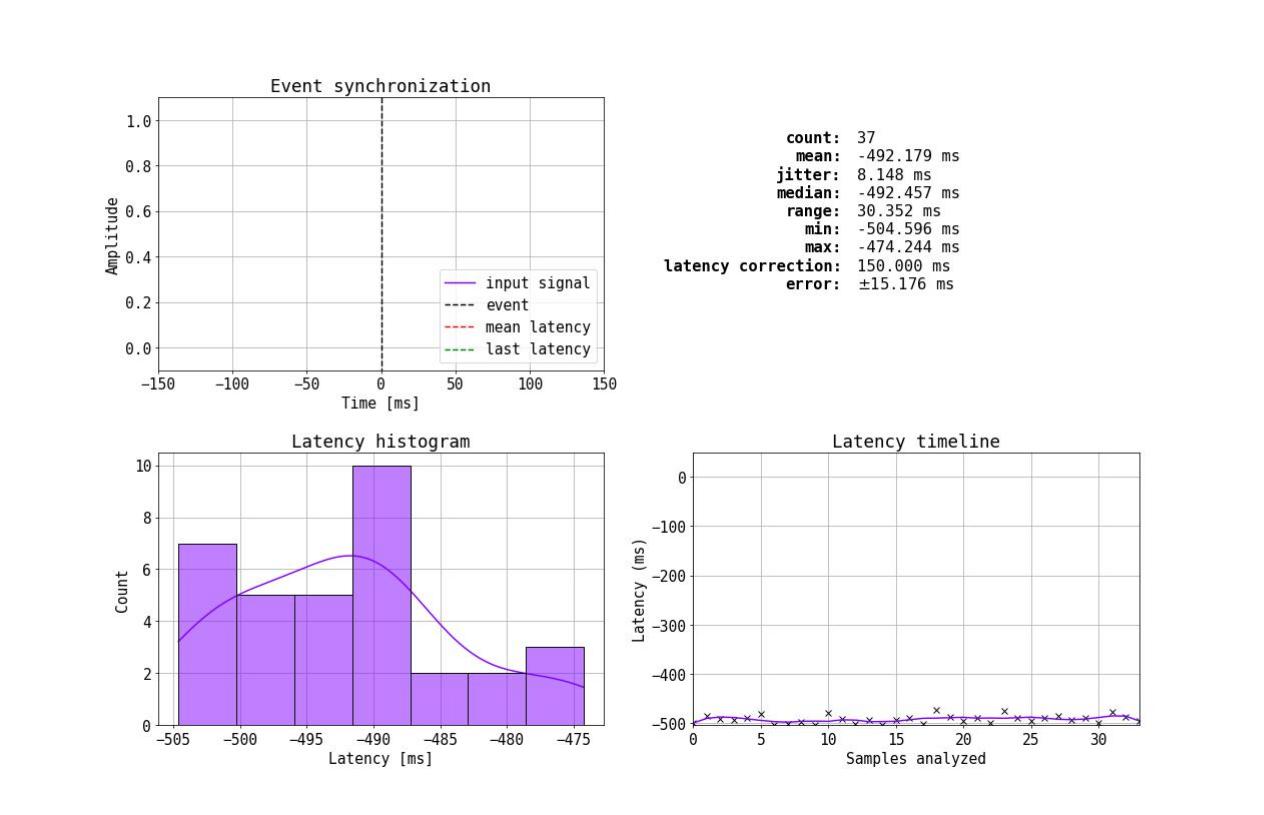 Event synchronization
1.0
0.8
0.6
0.4
0.2
0.0
Amplitude
input signal
event
mean latency
last latency
−150 −100 −50 0 50 100 150
Time [ms]
count: 37
mean: -492.179 ms
jitter: 8.148 ms
median: -492.457 ms
range: 30.352 ms
min: -504.596 ms
max: -474.244 ms
latency correction: 150.000 ms
error: ±15.176 ms
Latency histogram
10
8
6
4
2
0
Count
−505 −500 −495 −490 −485 −480 −475
Latency [ms]
Latency timeline
0
−100
−200
−300
−400
−500
Latency (ms)
0 5 10 15 20 25 30
Samples analyzed